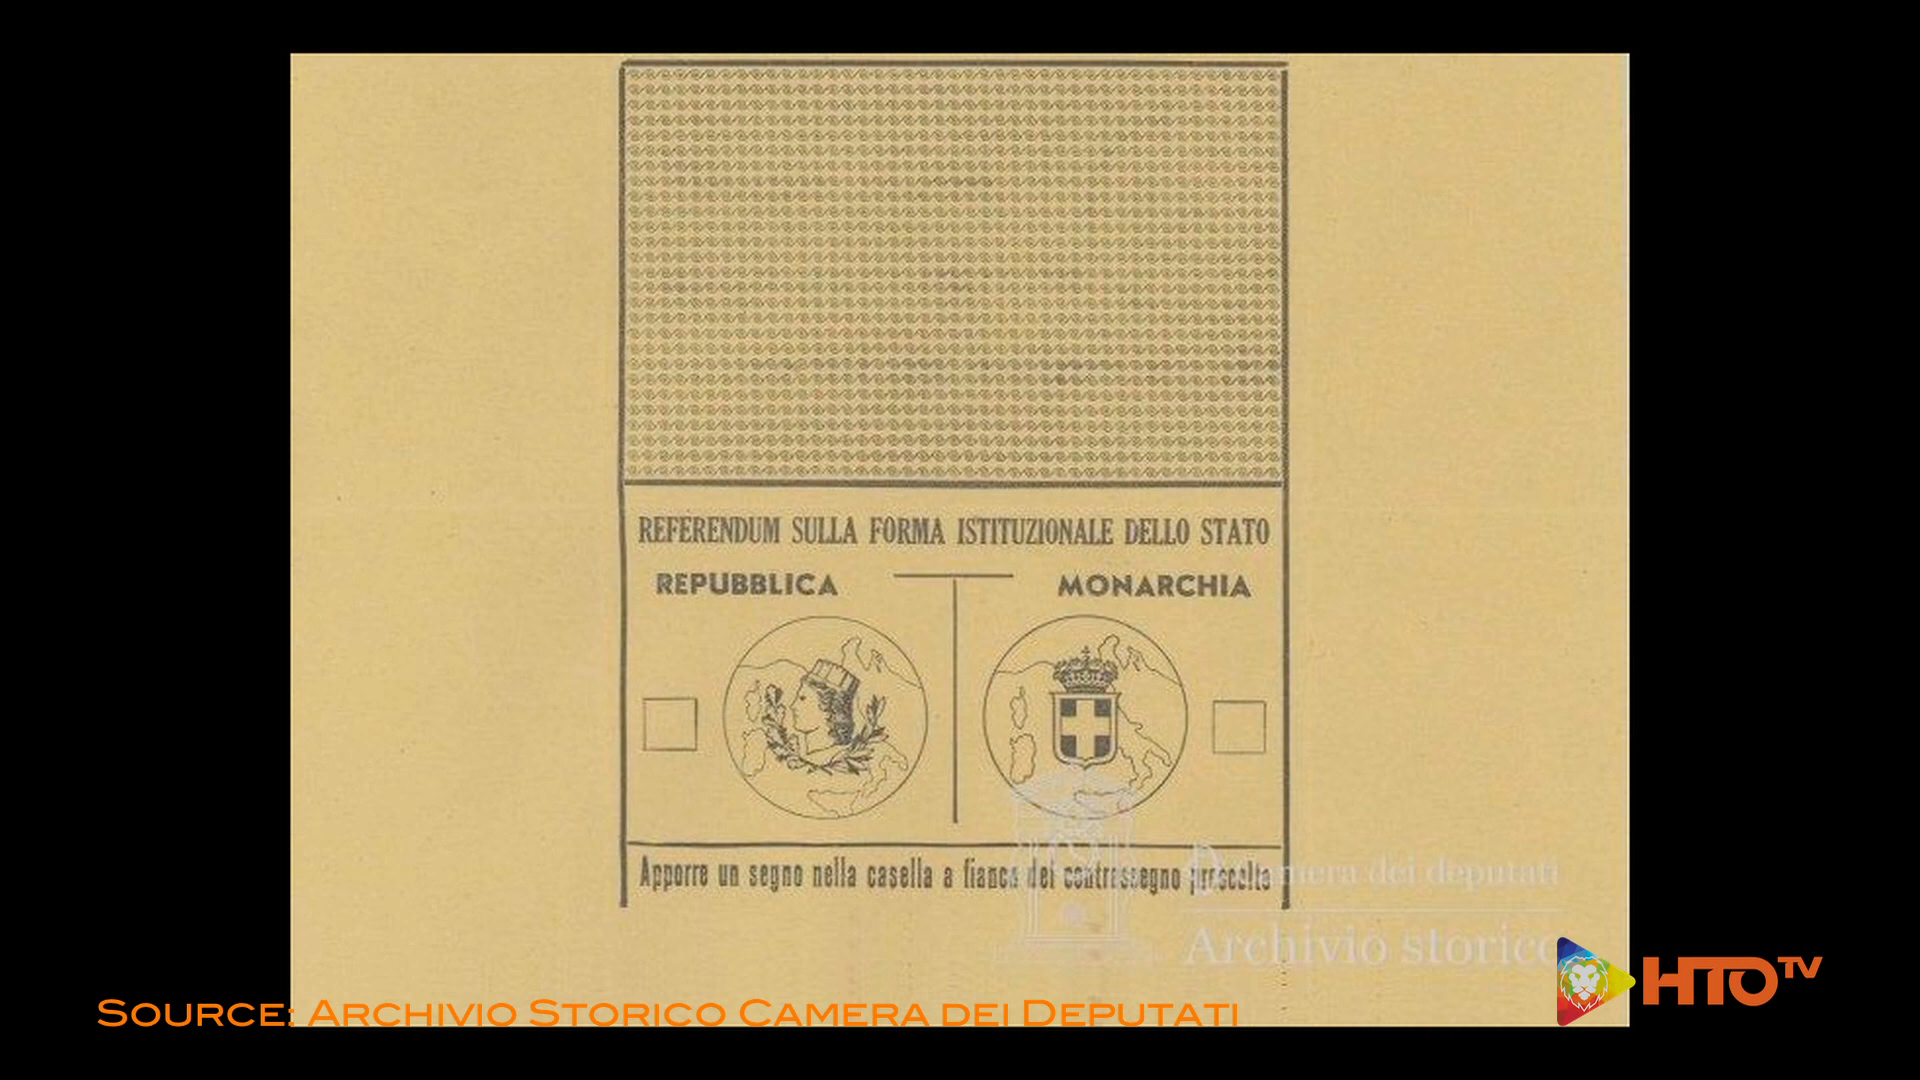 REFERENDUM SULLA FORMA ISTITUZIONALE DELLO STATO
REPUBBLICA
MONARCHIA
Apporre un segno nella casella a fianco del contrassegno prescelto
Camera dei deputati
Archivio storico
SOURCE: ARCHIVIO STORICO CAMERA DEI DEPUTATI
HTO TV